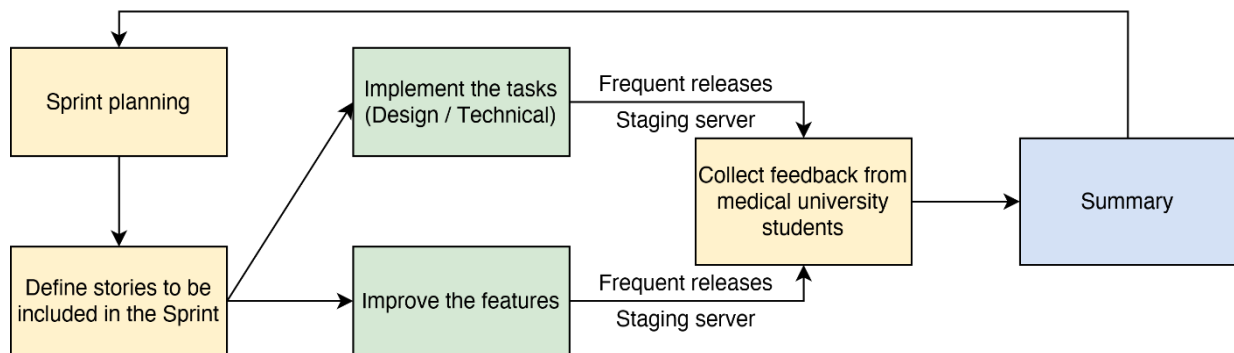 Sprint planning
Implement the tasks
(Design / Technical)
Frequent releases
Staging server
Collect feedback from
medical university
students
Summary
Define stories to be
included in the Sprint
Improve the features
Frequent releases
Staging server